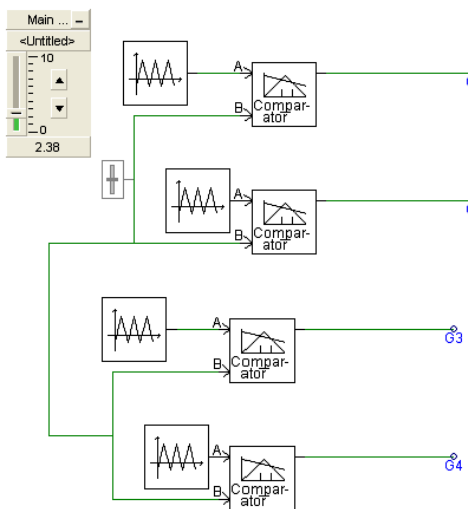 Main ...
<Untitled>
10
0
2.38
A
B
Compar-
ator
A
B
Compar-
ator
A
B
Compar-
ator
G3
A
B
Compar-
ator
G4